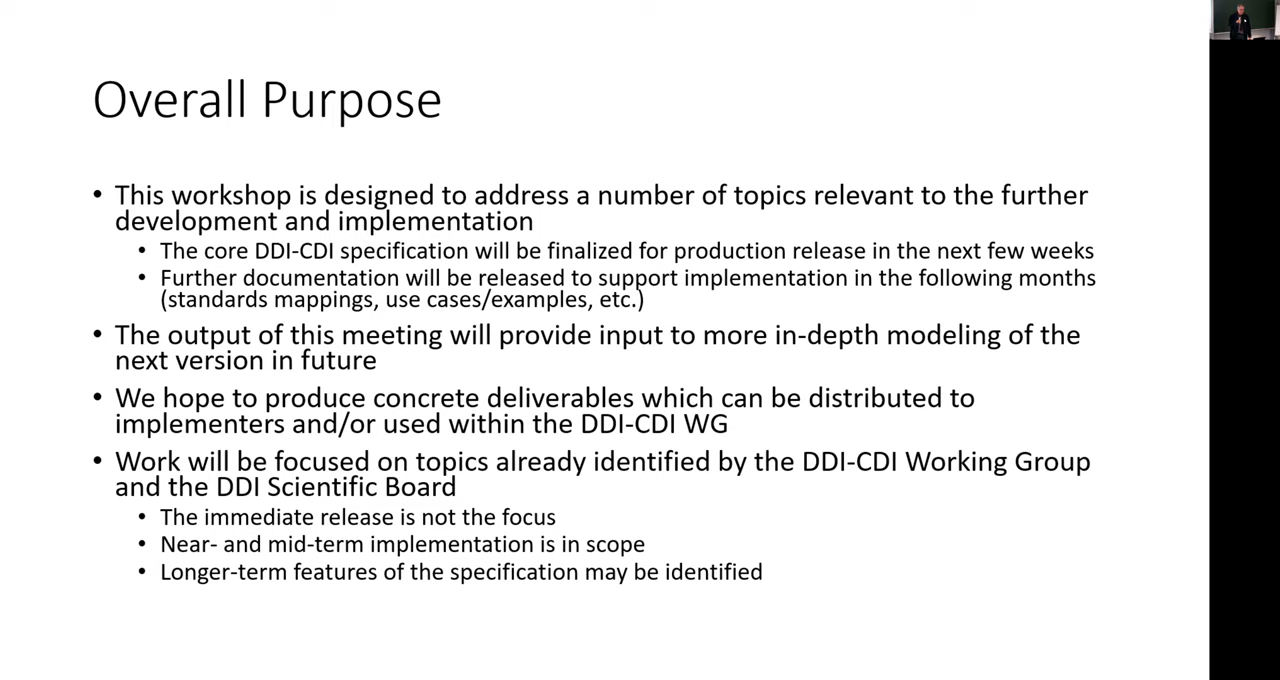 Overall Purpose
• This workshop is designed to address a number of topics relevant to the further
development and implementation
• The core DDI-CDI specification will be finalized for production release in the next few weeks
• Further documentation will be released to support implementation in the following months
(standards mappings, use cases/examples, etc.)
• The output of this meeting will provide input to more in-depth modeling of the
next version in future
• We hope to produce concrete deliverables which can be distributed to
implementers and/or used within the DDI-CDI WG
• Work will be focused on topics already identified by the DDI-CDI Working Group
and the DDI Scientific Board
• The immediate release is not the focus
• Near- and mid-term implementation is in scope
• Longer-term features of the specification may be identified